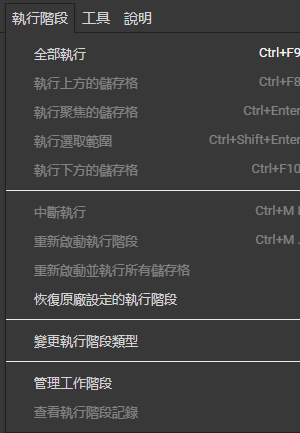 執行階段 工具 說明
全部執行 Ctrl+F9
執行上方的儲存格 Ctrl+F8
執行聚焦的儲存格 Ctrl+Enter
執行選取範圍 Ctrl+Shift+Enter
執行下方的儲存格 Ctrl+F10
中斷執行 Ctrl+M I
重新啟動執行階段 Ctrl+M .
重新啟動並執行所有儲存格
恢復原廠設定的執行階段
變更執行階段類型
管理工作階段
查看執行階段記錄